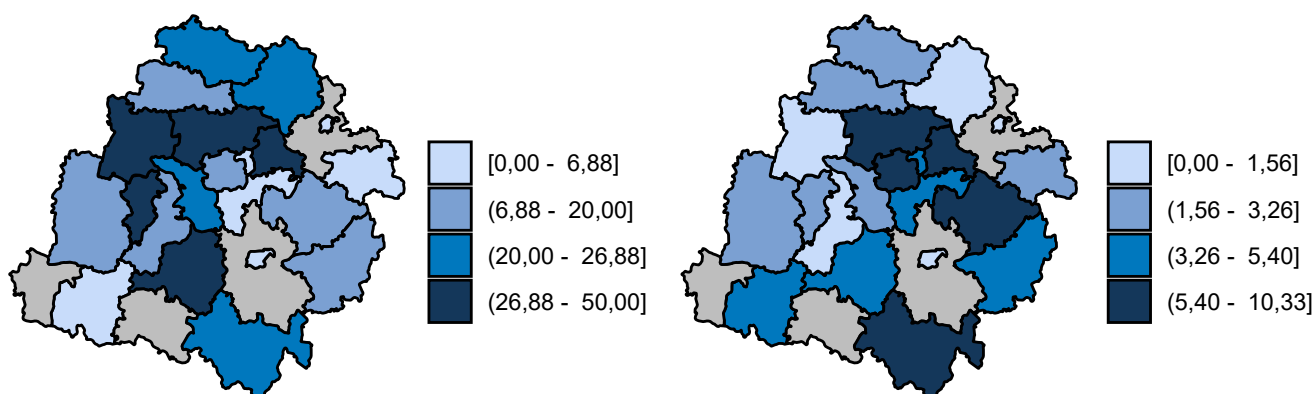 [0,00 - 6,88]
(6,88 - 20,00]
(20,00 - 26,88]
(26,88 - 50,00]
[0,00 - 1,56]
(1,56 - 3,26]
(3,26 - 5,40]
(5,40 - 10,33]